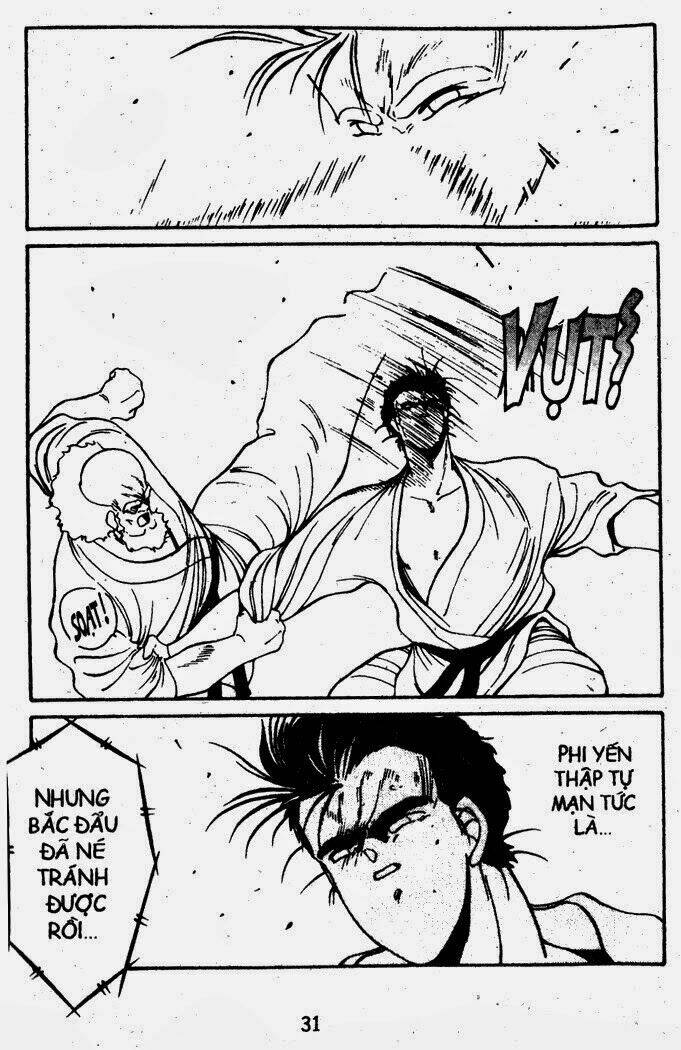 VỤT!
SOẠT!
PHI YẾN
THẬP TỰ
MẠN TỨC
LÀ...
NHƯNG
BẮC ĐẨU
ĐÃ NÉ
TRÁNH
ĐƯỢC
RỒI...
31